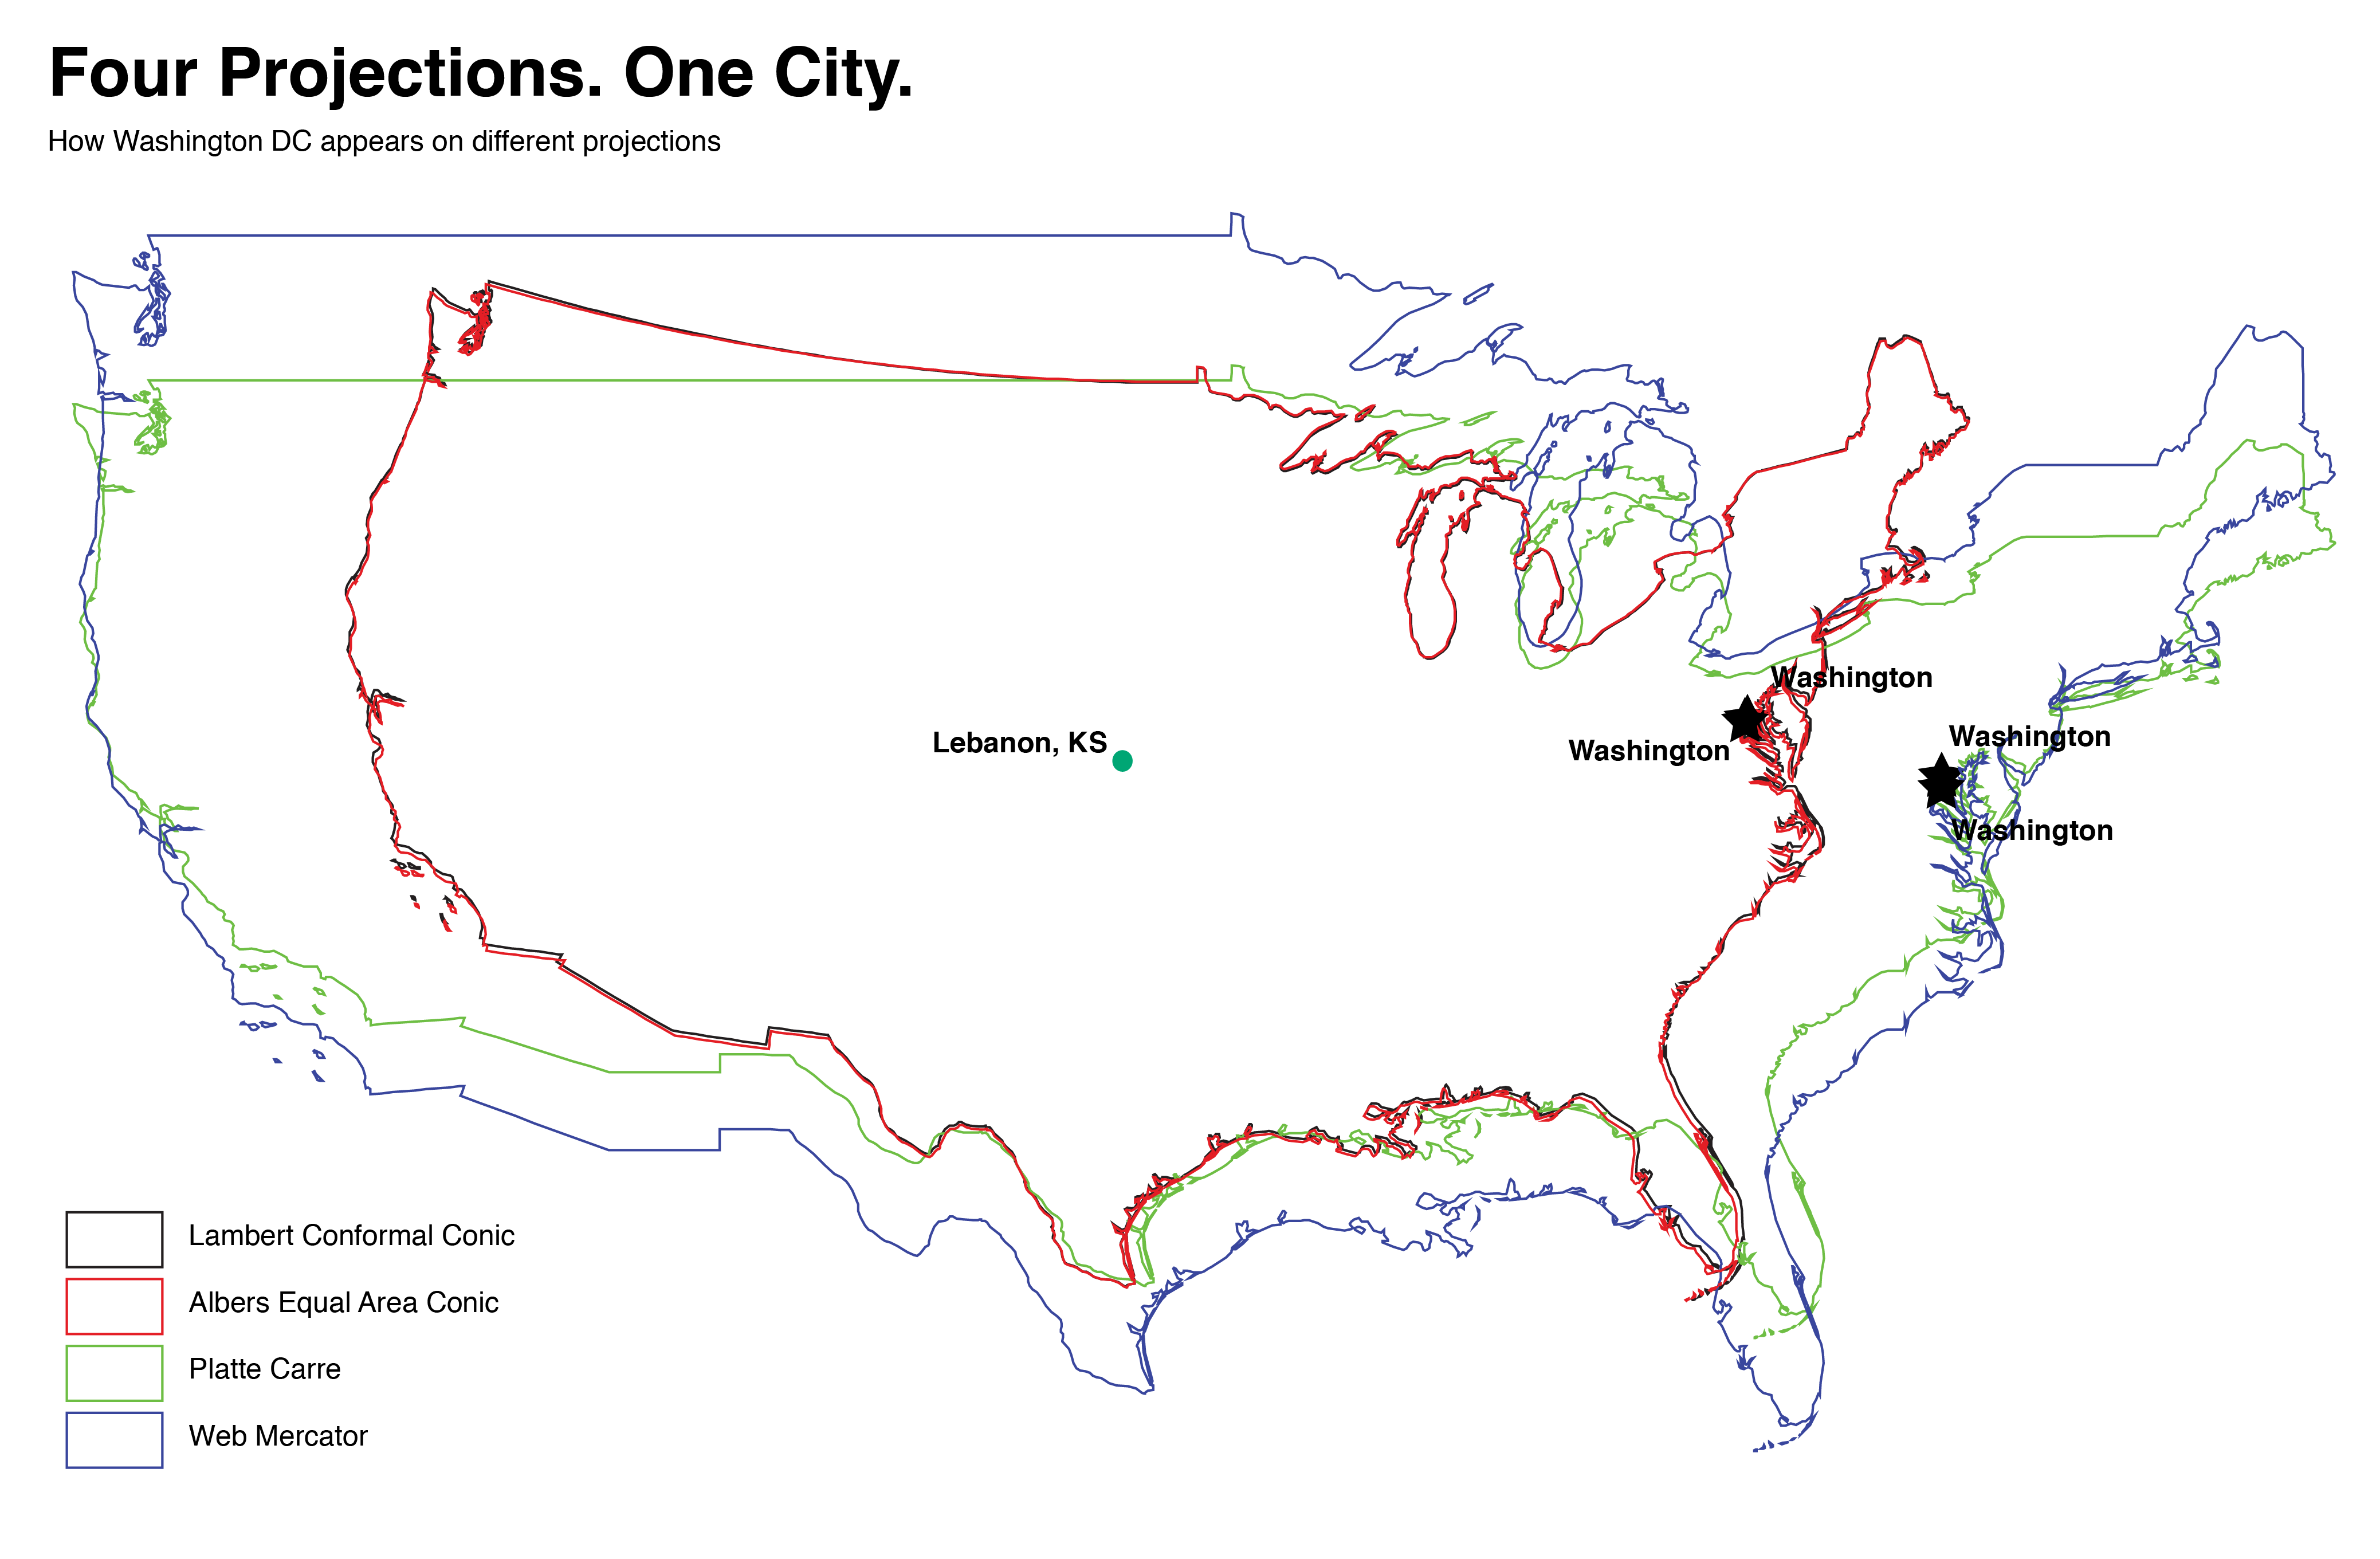 Four Projections. One City.
How Washington DC appears on different projections
Washington
Washington
Lebanon, KS
Washington
Washington
Lambert Conformal Conic
Albers Equal Area Conic
Platte Carre
Web Mercator